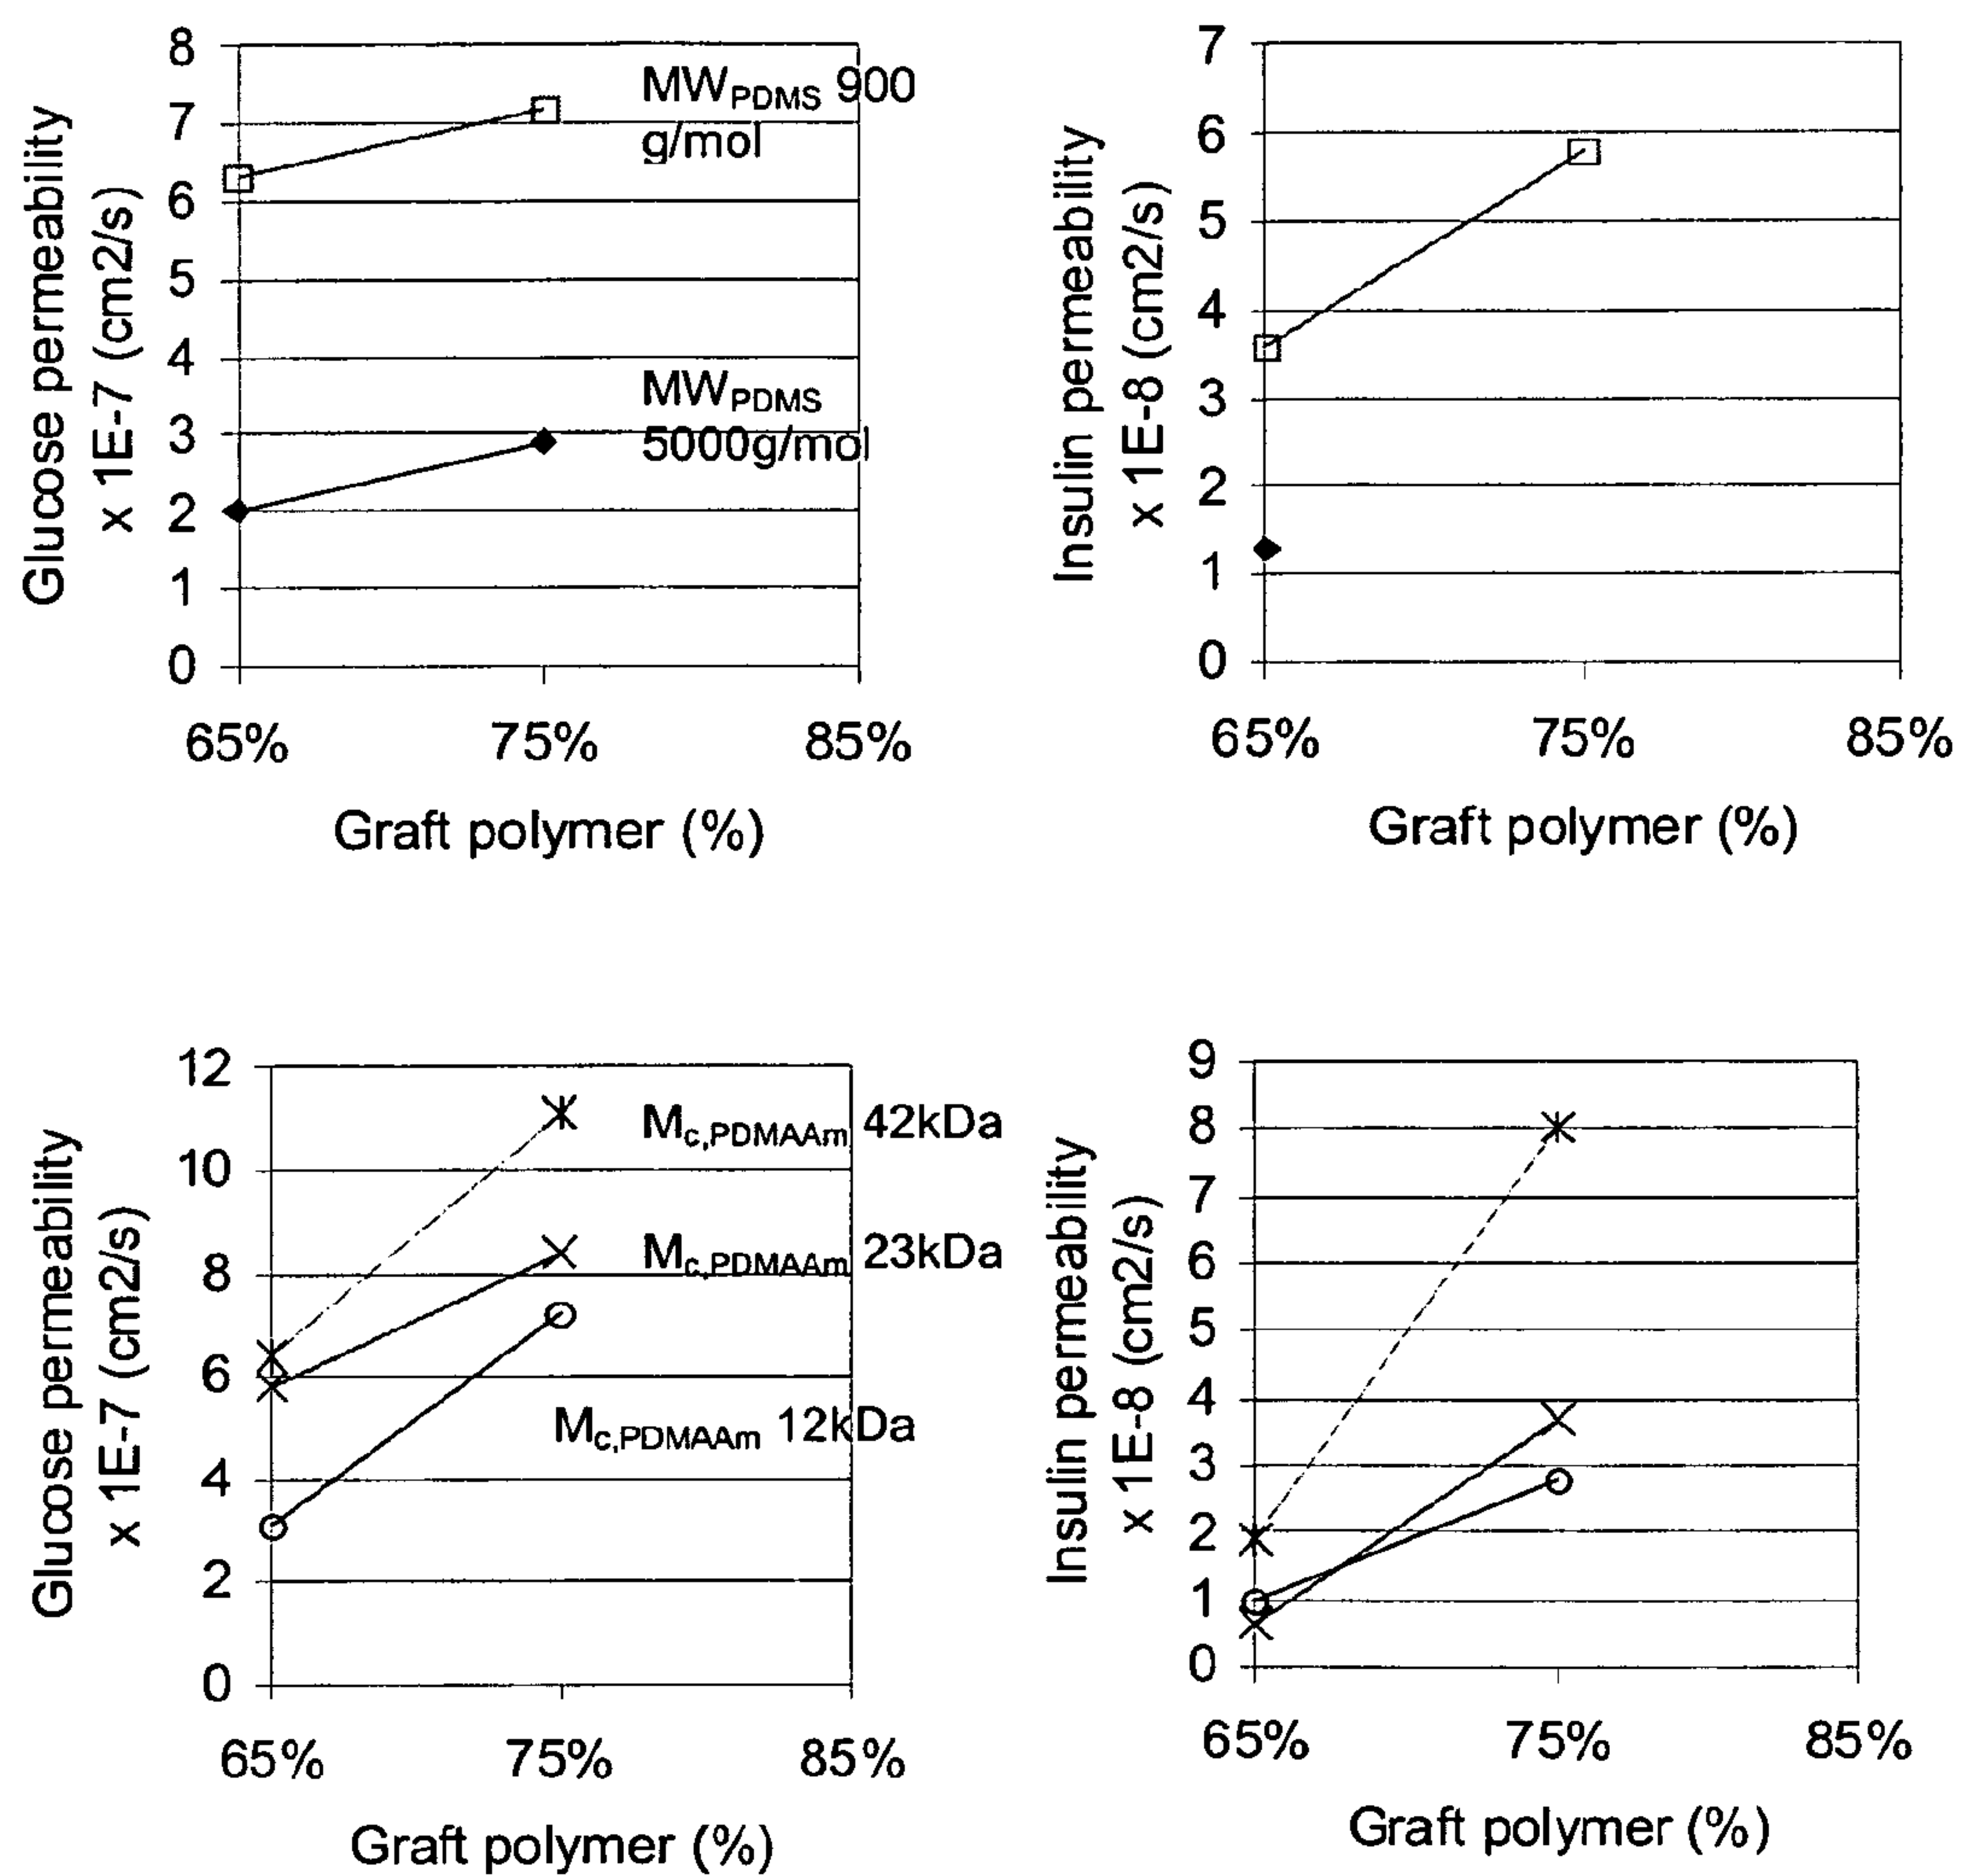 Glucose permeability
x 1E-7 (cm2/s)
8
7
6
5
4
3
2
1
0
MWPDMS 900
g/mol
MWPDMS
5000g/mol
65% 75% 85%
Graft polymer (%)
Insulin permeability
x 1E-8 (cm2/s)
7
6
5
4
3
2
1
0
65% 75% 85%
Graft polymer (%)
Glucose permeability
x 1E-7 (cm2/s)
12
10
8
6
4
2
0
Mc,PDMAAm 42kDa
Mc,PDMAAm 23kDa
Mc,PDMAAm 12kDa
65% 75% 85%
Graft polymer (%)
Insulin permeability
x 1E-8 (cm2/s)
9
8
7
6
5
4
3
2
1
0
65% 75% 85%
Graft polymer (%)